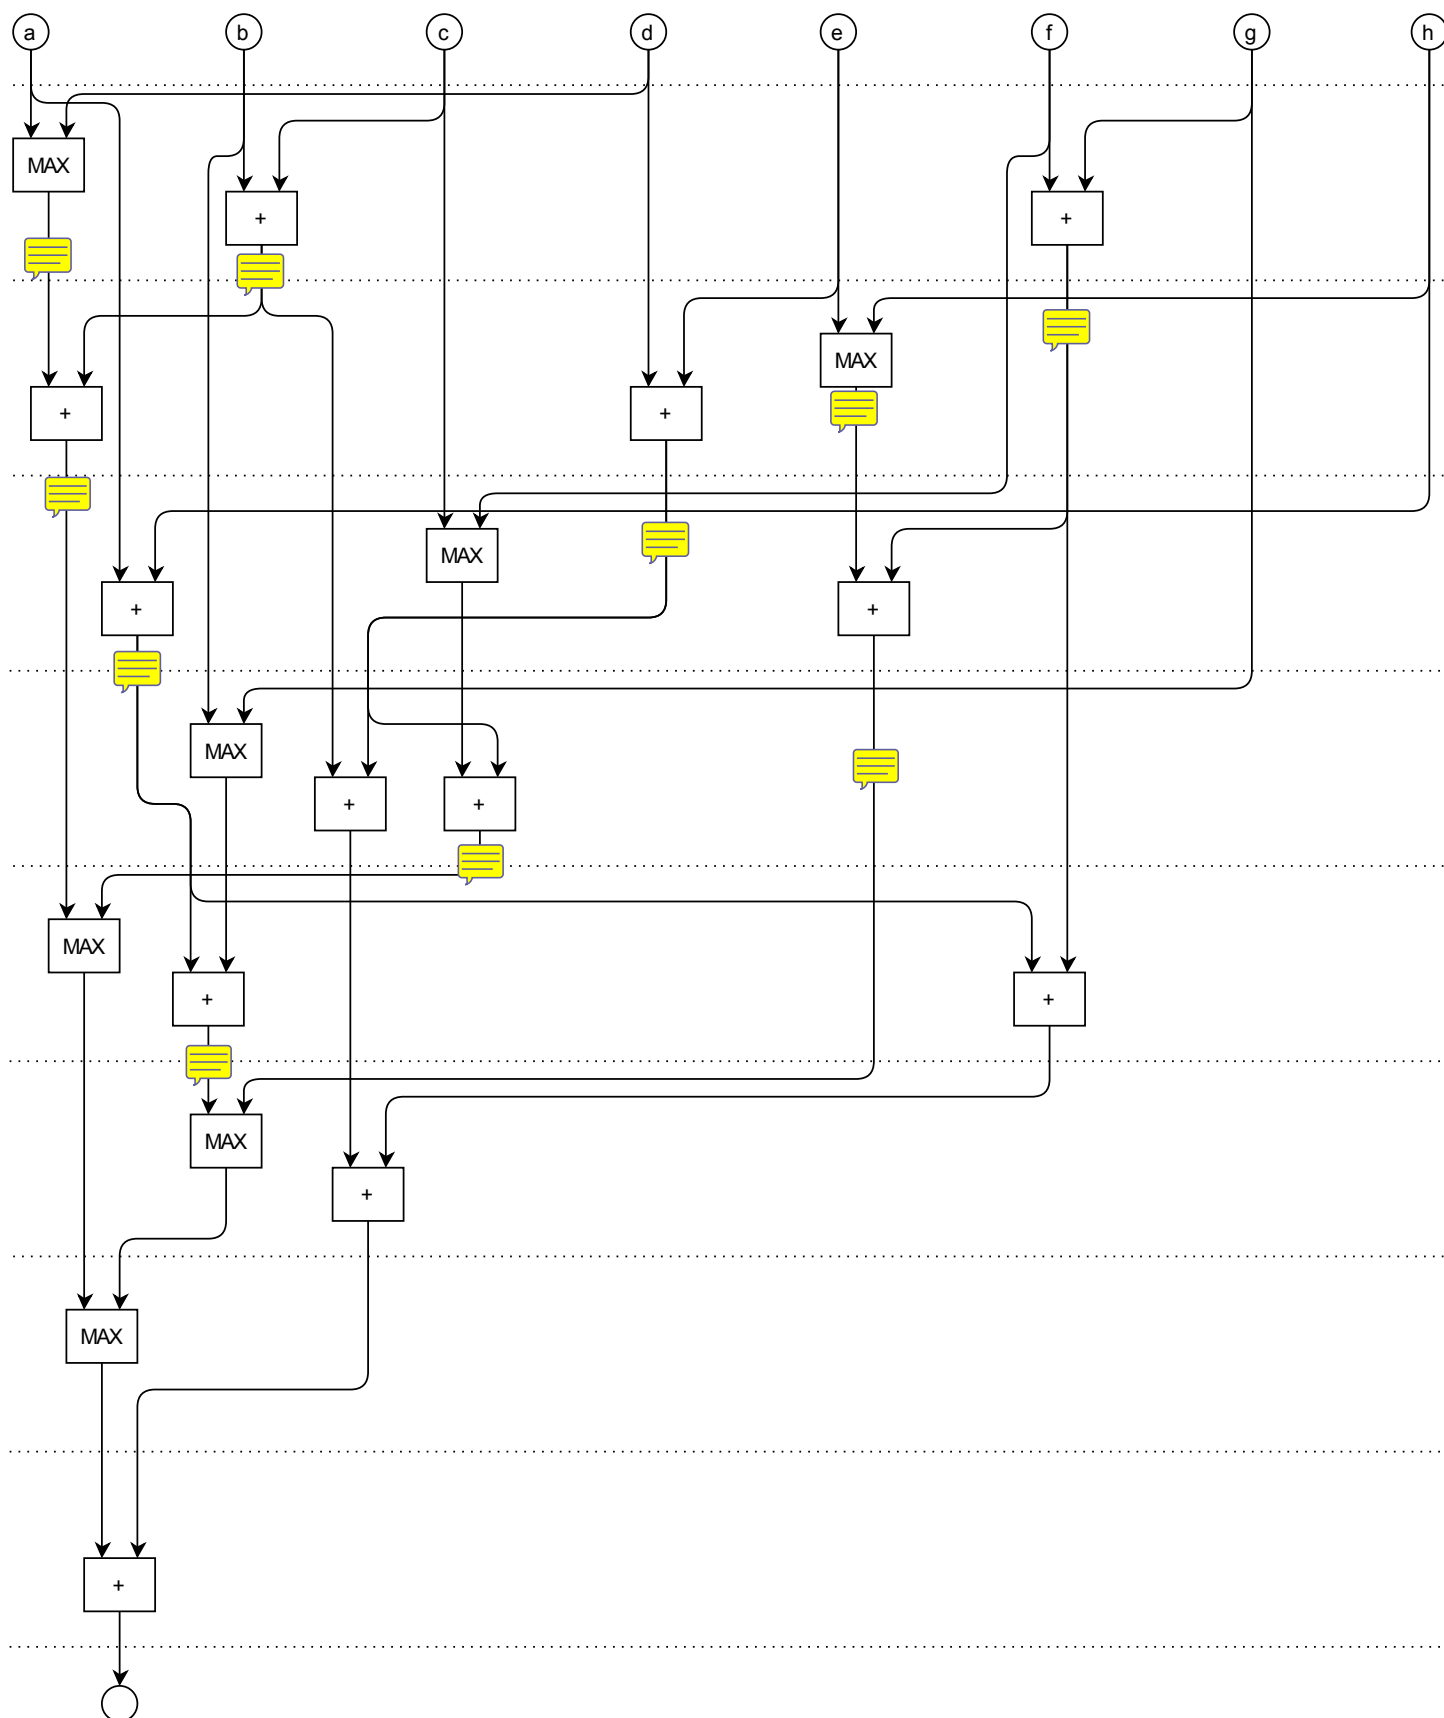 a b c d e f g h
MAX
+ +
MAX
+ +
MAX
+ +
MAX
+ +
MAX
+ +
MAX
+
MAX
+